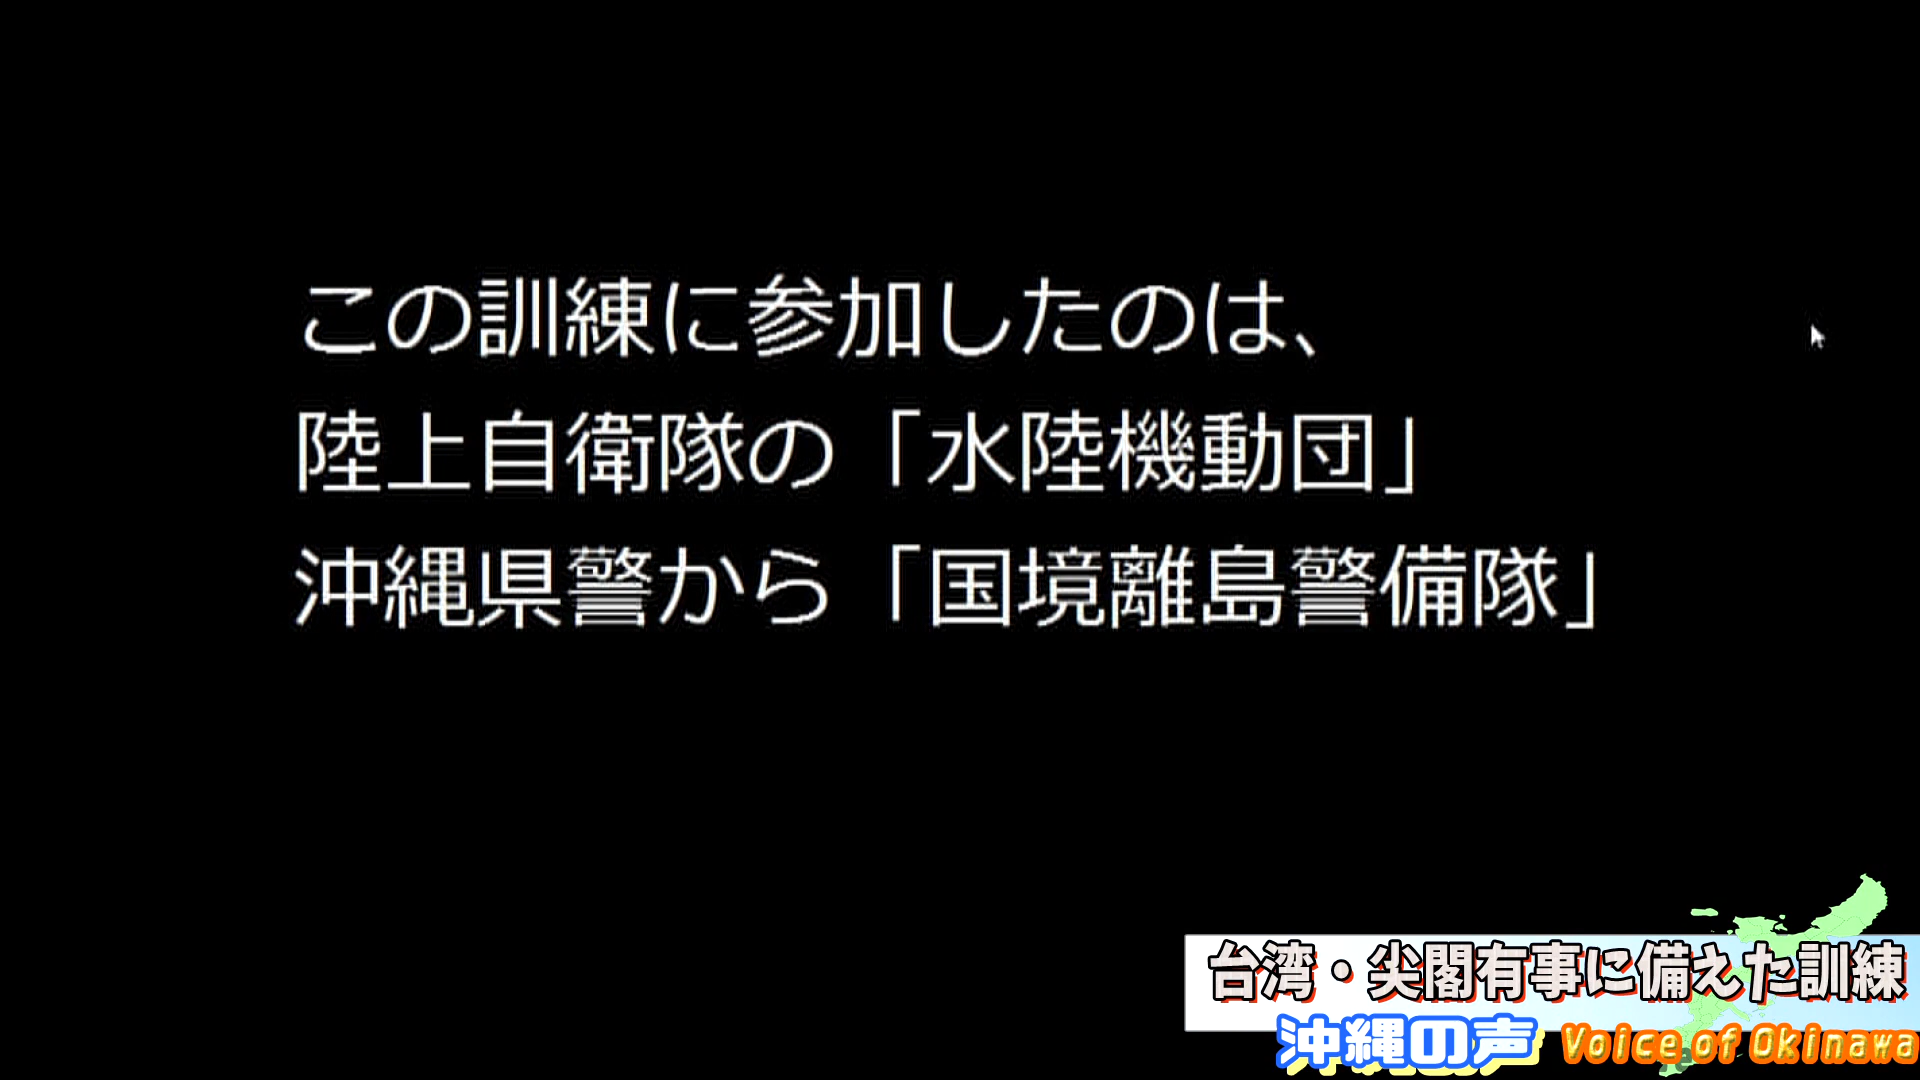 この訓練に参加したのは、
陸上自衛隊の「水陸機動団」
沖縄県警から「国境離島警備隊」
台湾・尖閣有事に備えた訓練
沖縄の声 Voice of Okinawa